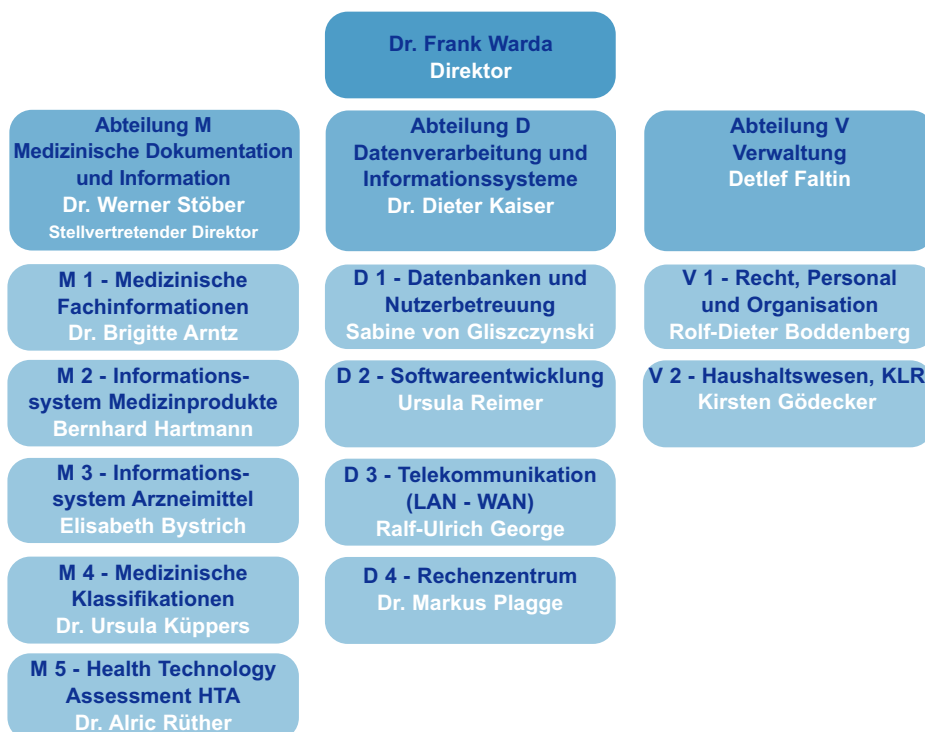 Dr. Frank Warda
Direktor
Abteilung M
Medizinische Dokumentation
und Information
Dr. Werner Stöber
Stellvertretender Direktor
M 1 - Medizinische
Fachinformationen
Dr. Brigitte Arntz
M 2 - Informations-
system Medizinprodukte
Bernhard Hartmann
M 3 - Informations-
system Arzneimittel
Elisabeth Bystrich
M 4 - Medizinische
Klassifikationen
Dr. Ursula Küppers
M 5 - Health Technology
Assessment HTA
Dr. Alric Rüther
Abteilung D
Datenverarbeitung und
Informationssysteme
Dr. Dieter Kaiser
D 1 - Datenbanken und
Nutzerbetreuung
Sabine von Gliszczynski
D 2 - Softwareentwicklung
Ursula Reimer
D 3 - Telekommunikation
(LAN - WAN)
Ralf-Ulrich George
D 4 - Rechenzentrum
Dr. Markus Plagge
Abteilung V
Verwaltung
Detlef Faltin
V 1 - Recht, Personal
und Organisation
Rolf-Dieter Boddenberg
V 2 - Haushaltswesen, KLR
Kirsten Gödecker